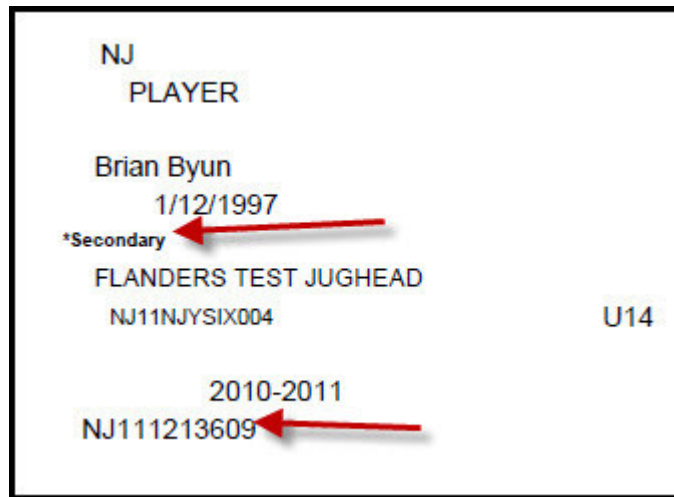 NJ
PLAYER
Brian Byun
1/12/1997
*Secondary
FLANDERS TEST JUGHEAD
NJ11NJYSIX004 U14
2010-2011
NJ111213609